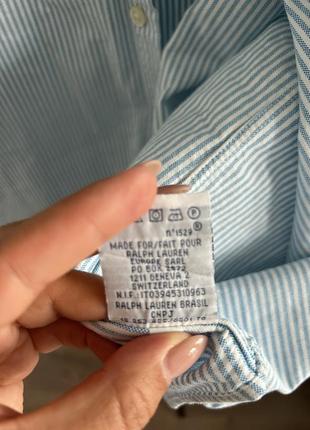 n°1529
MADE FOR/FAIT POUR
RALPH LAUREN
EUROPE SARL
PO BOX 2472
1211 GENEVA 2
SWITZERLAND
N.I.F.:IT03945310963
RALPH LAUREN BRASIL
CNPJ